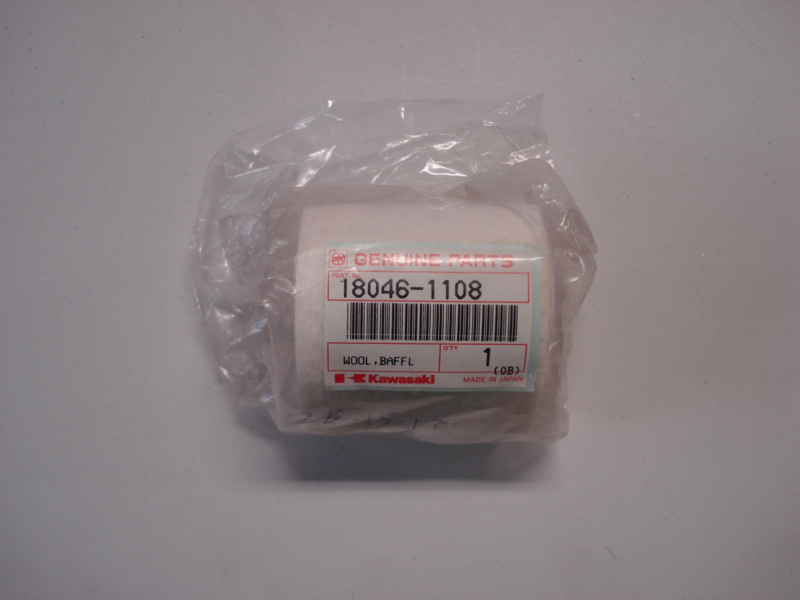 GENUINE PARTS
PART No.
18046-1108
WOOL,BAFFL
Q'TY
1
(OB)
Kawasaki
MADE IN JAPAN